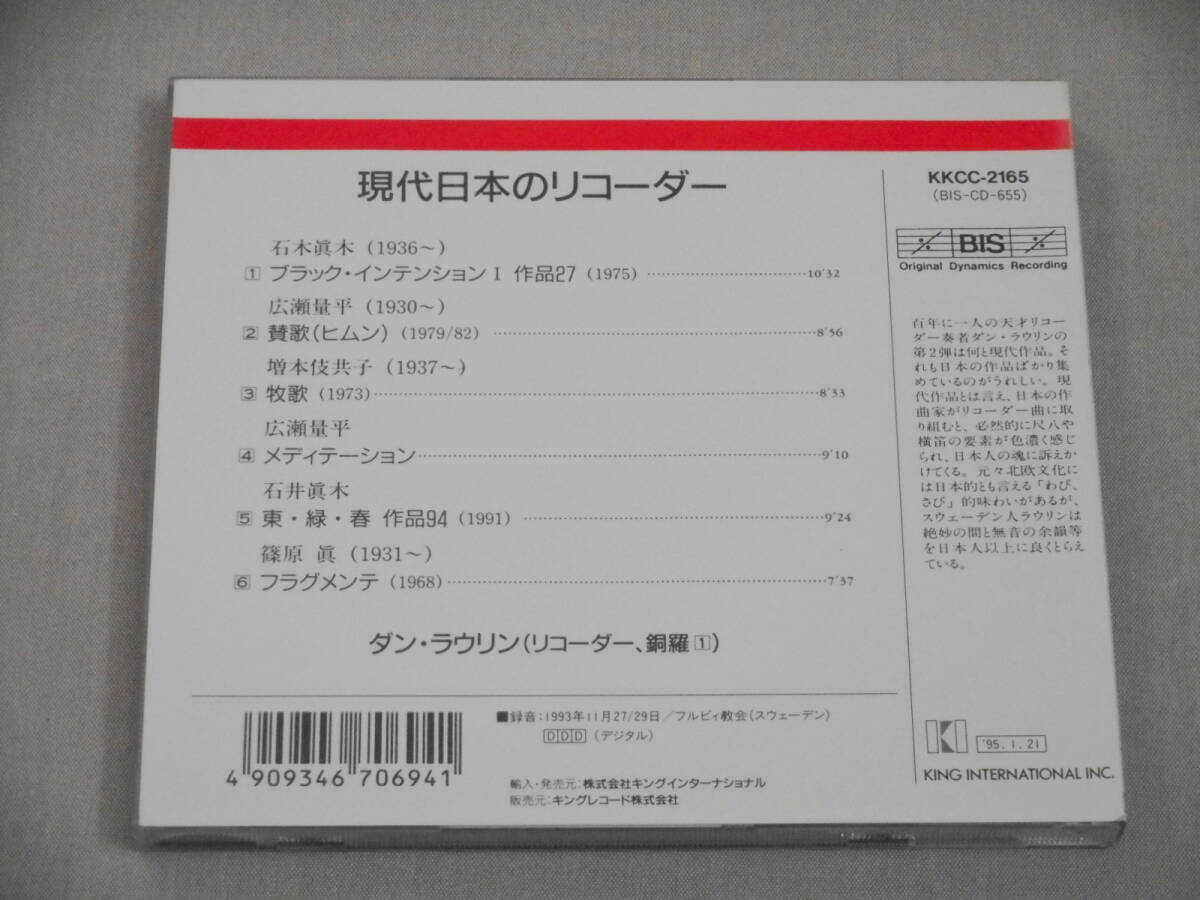 現代日本のリコーダー
石木眞木 (1936〜)
1 ブラック・インテンション I 作品27 (1975) 10'32
広瀬量平 (1930〜)
2 賛歌(ヒムン) (1979/82) 8'56
増本伎共子 (1937〜)
3 牧歌 (1973) 8'33
広瀬量平
4 メディテーション 9'10
石井眞木
5 東・緑・春 作品94 (1991) 9'24
篠原 眞 (1931〜)
6 フラグメンテ (1968) 7'37
ダン・ラウリン(リコーダー、銅羅1)
4 909346 706941
■録音:1993年11月27/29日/フルビィ教会(スウェーデン)
DDD (デジタル)
輸入・発売元:株式会社キングインターナショナル
販売元:キングレコード株式会社
KKCC-2165
(BIS-CD-655)
BIS
Original Dynamics Recording
百年に一人の天才リコー
ダー奏者ダン・ラウリンの
第2弾は何と現代作品。そ
れも日本の作品ばかり集
めているのがうれしい。現
代作品とは言え、日本の作
曲家がリコーダー曲に取
り組むと、必然的に尺八や
横笛の要素が色濃く感じ
られ、日本人の魂に訴えか
けてくる。元々北欧文化に
は日本的とも言える「わび、
さび」的味わいがあるが、
スウェーデン人ラウリンは
絶妙の間と無音の余韻等
を日本人以上に良くとらえ
ている。
KI
'95.1.21
KING INTERNATIONAL INC.